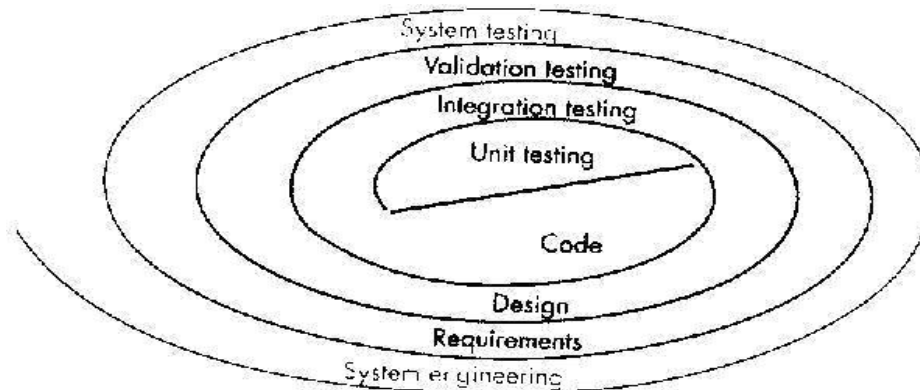 System testing
Validation testing
Integration testing
Unit testing
Code
Design
Requirements
System engineering